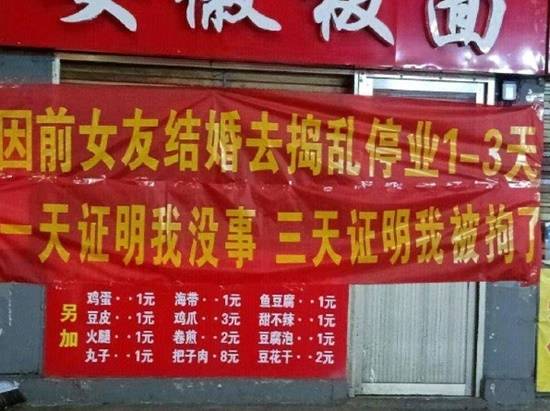 安徽板面
因前女友结婚去捣乱停业1-3天
一天证明我没事 三天证明我被拘了
另加
鸡蛋··1元 海带··1元 鱼豆腐··1元
豆皮··1元 鸡爪··3元 甜不辣··1元
火腿··1元 卷煎··2元 豆腐泡··1元
丸子··1元 把子肉·8元 豆花干··2元